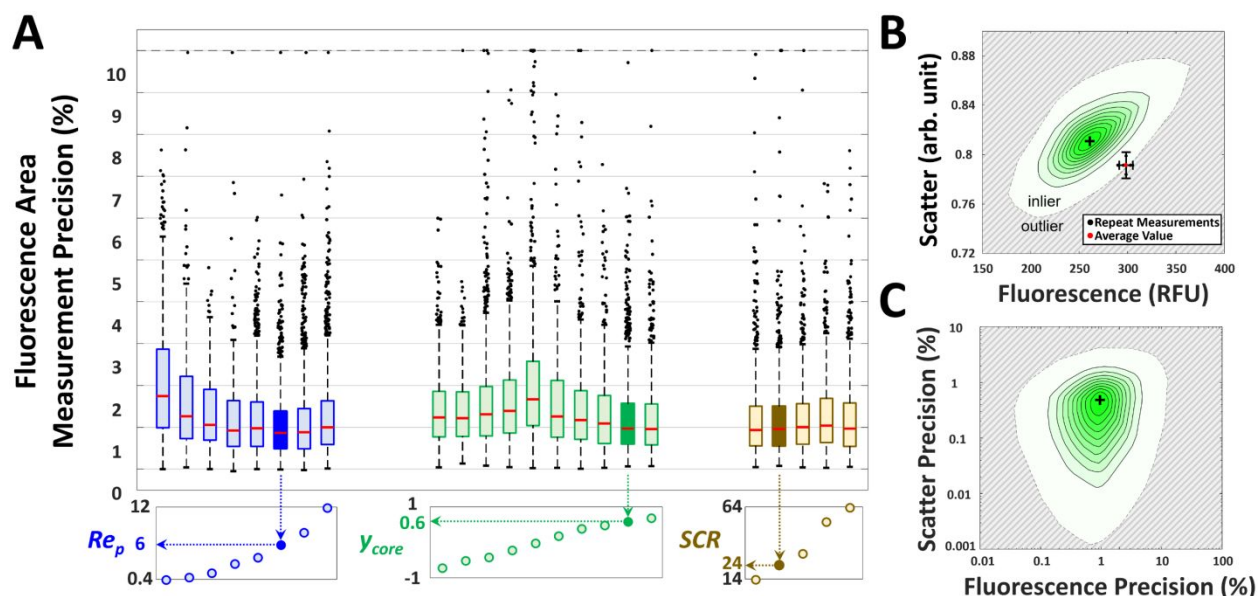 A
Fluorescence Area
Measurement Precision (%)
10
9
8
7
6
5
4
3
2
1
0
12
Re_p 6
0.4
1
0.6
y_core
-1
64
SCR
24
14
B
Scatter (arb. unit)
0.88
0.84
0.8
0.76
0.72
inlier
outlier
Repeat Measurements
Average Value
150 200 250 300 350 400
Fluorescence (RFU)
C
Scatter Precision (%)
10
1
0.1
0.01
0.001
0.01 0.1 1 10 100
Fluorescence Precision (%)